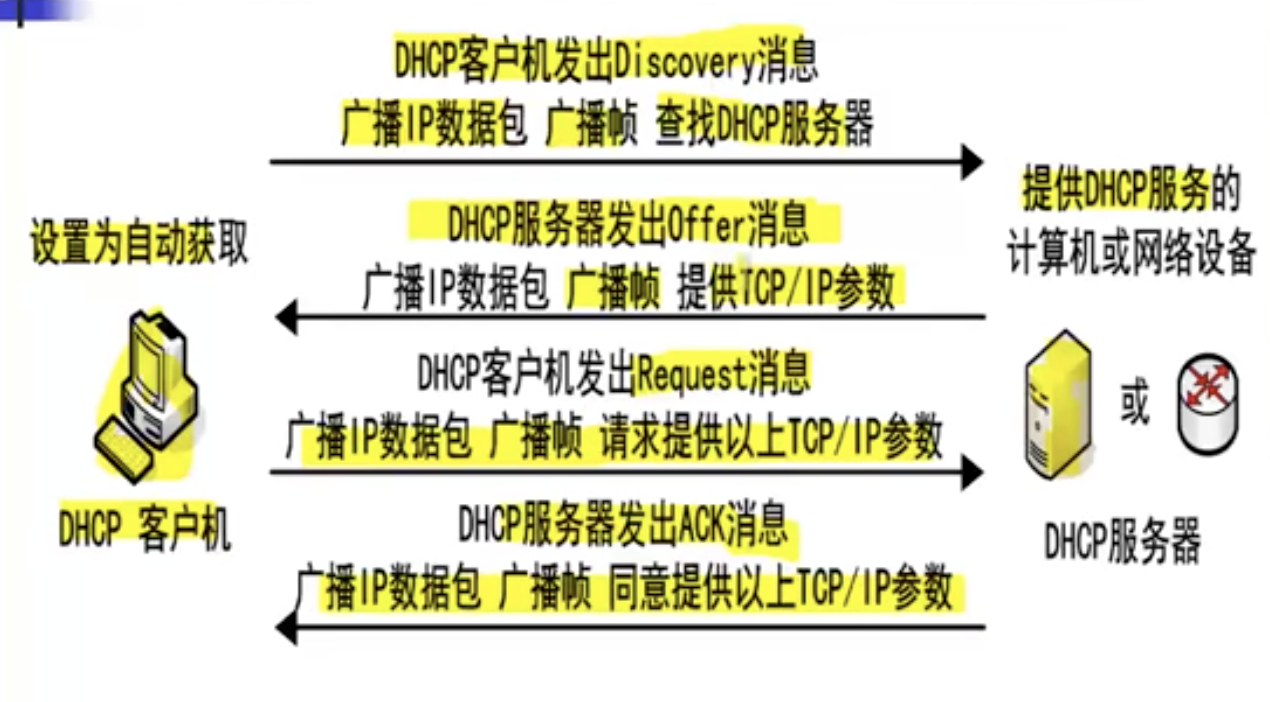 DHCP客户机发出Discovery消息
广播IP数据包 广播帧 查找DHCP服务器
提供DHCP服务的
计算机或网络设备
设置为自动获取
DHCP服务器发出Offer消息
广播IP数据包 广播帧 提供TCP/IP参数
DHCP客户机发出Request消息
广播IP数据包 广播帧 请求提供以上TCP/IP参数
或
DHCP 客户机
DHCP服务器发出ACK消息
广播IP数据包 广播帧 同意提供以上TCP/IP参数
DHCP服务器